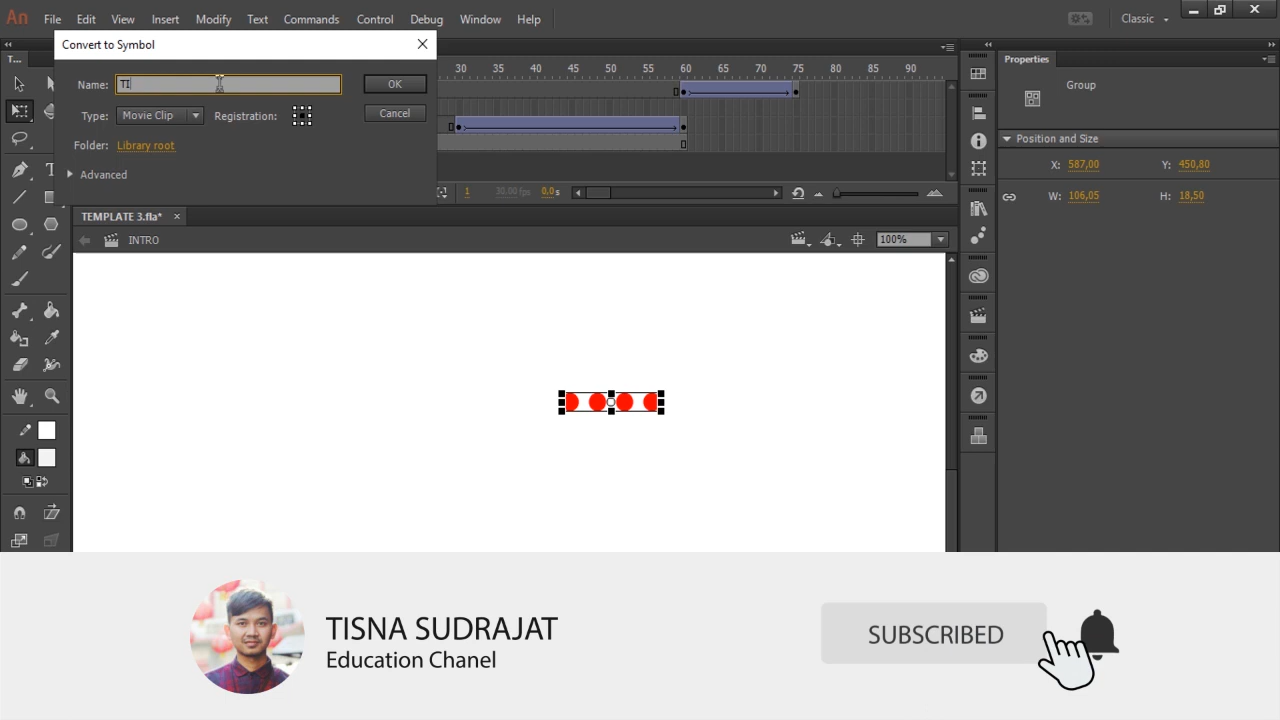 An File Edit View Insert Modify Text Commands Control Debug Window Help Classic
Convert to Symbol
T... Properties
Name: TI OK
30 35 40 45 50 55 60 65 70 75 80 85 90
Group
Type: Movie Clip Registration: Cancel
Folder: Library root
Position and Size
Advanced
X: 587,00 Y: 450,80
1 30,00 fps 0,0 s
W: 106,05 H: 18,50
TEMPLATE 3.fla*
INTRO 100%
TISNA SUDRAJAT
Education Chanel
SUBSCRIBED